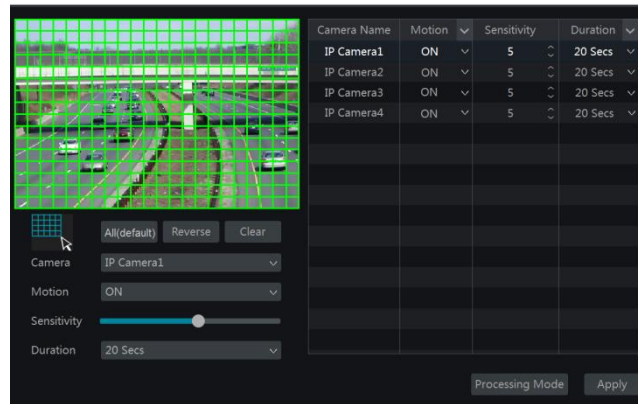 Camera Name Motion Sensitivity Duration
IP Camera1 ON 5 20 Secs
IP Camera2 ON 5 20 Secs
IP Camera3 ON 5 20 Secs
IP Camera4 ON 5 20 Secs
All(default) Reverse Clear
Camera IP Camera1
Motion ON
Sensitivity
Duration 20 Secs
Processing Mode Apply